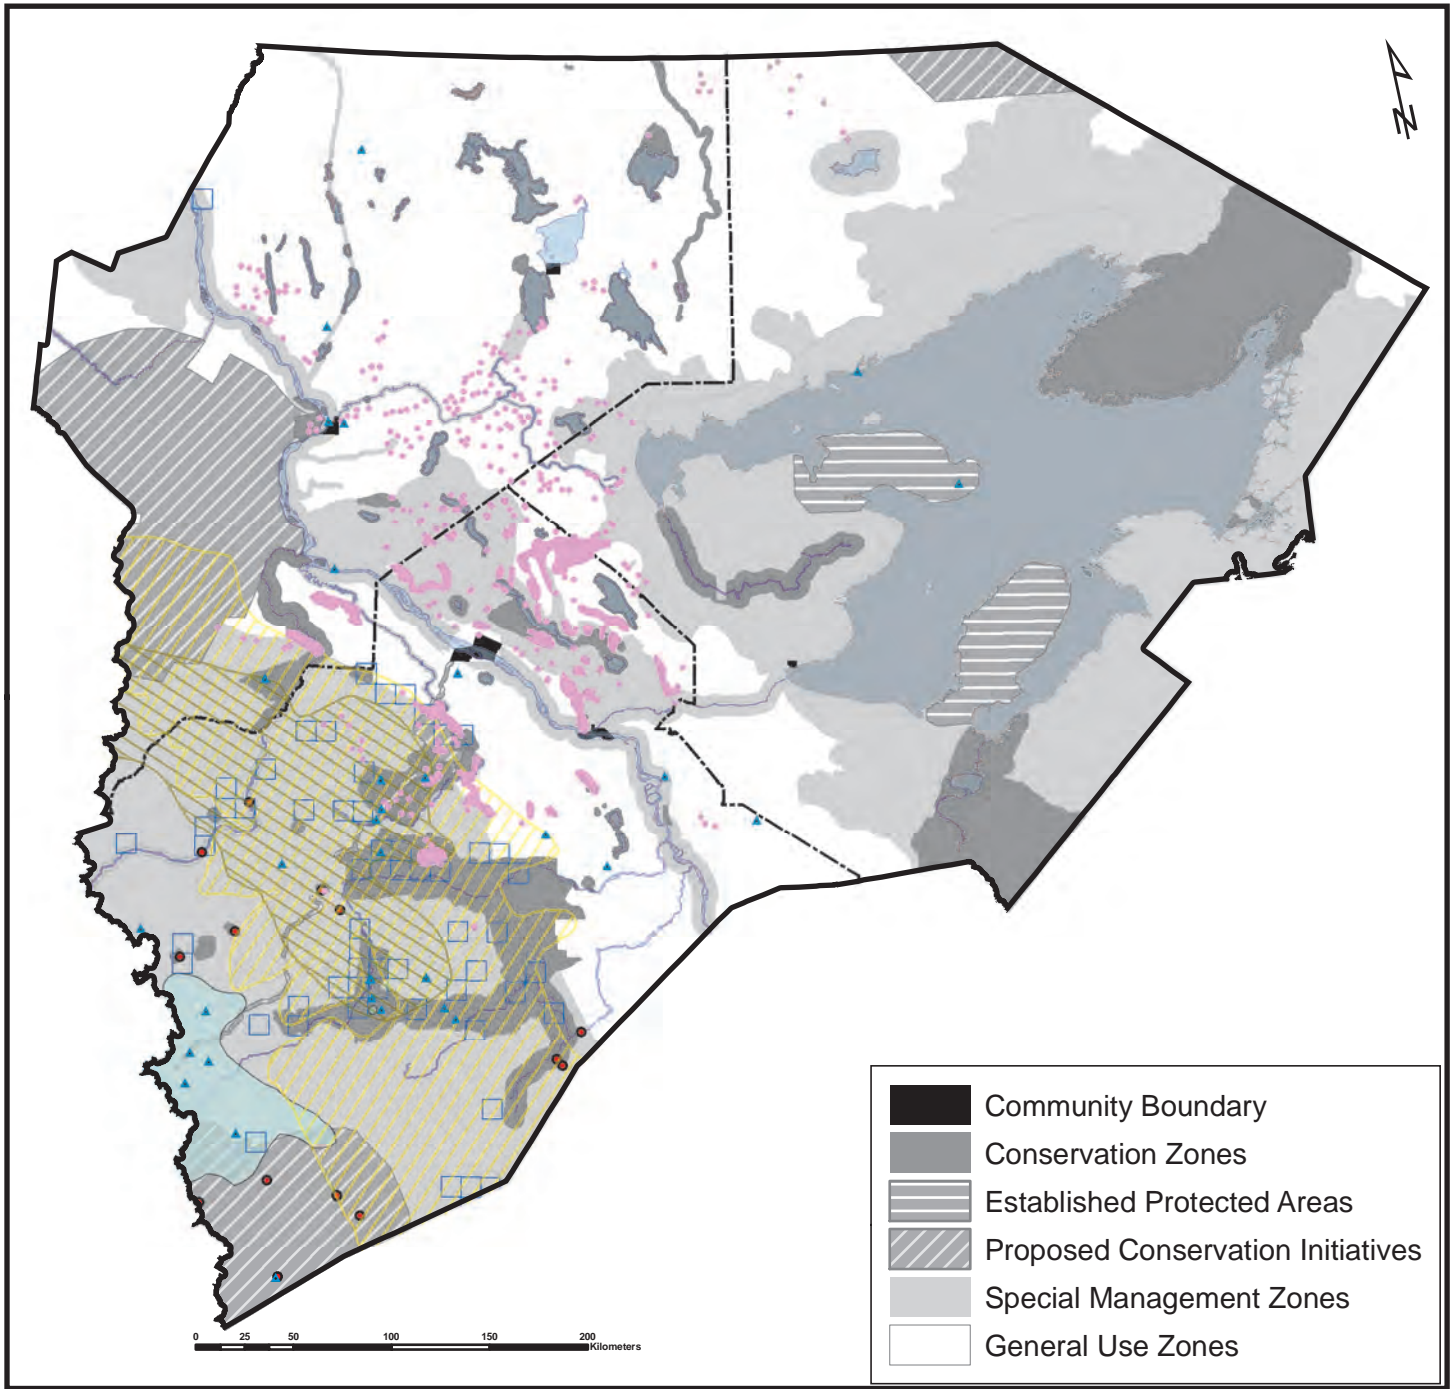 N
Community Boundary
Conservation Zones
Established Protected Areas
Proposed Conservation Initiatives
Special Management Zones
General Use Zones
0 25 50 100 150 200
Kilometers